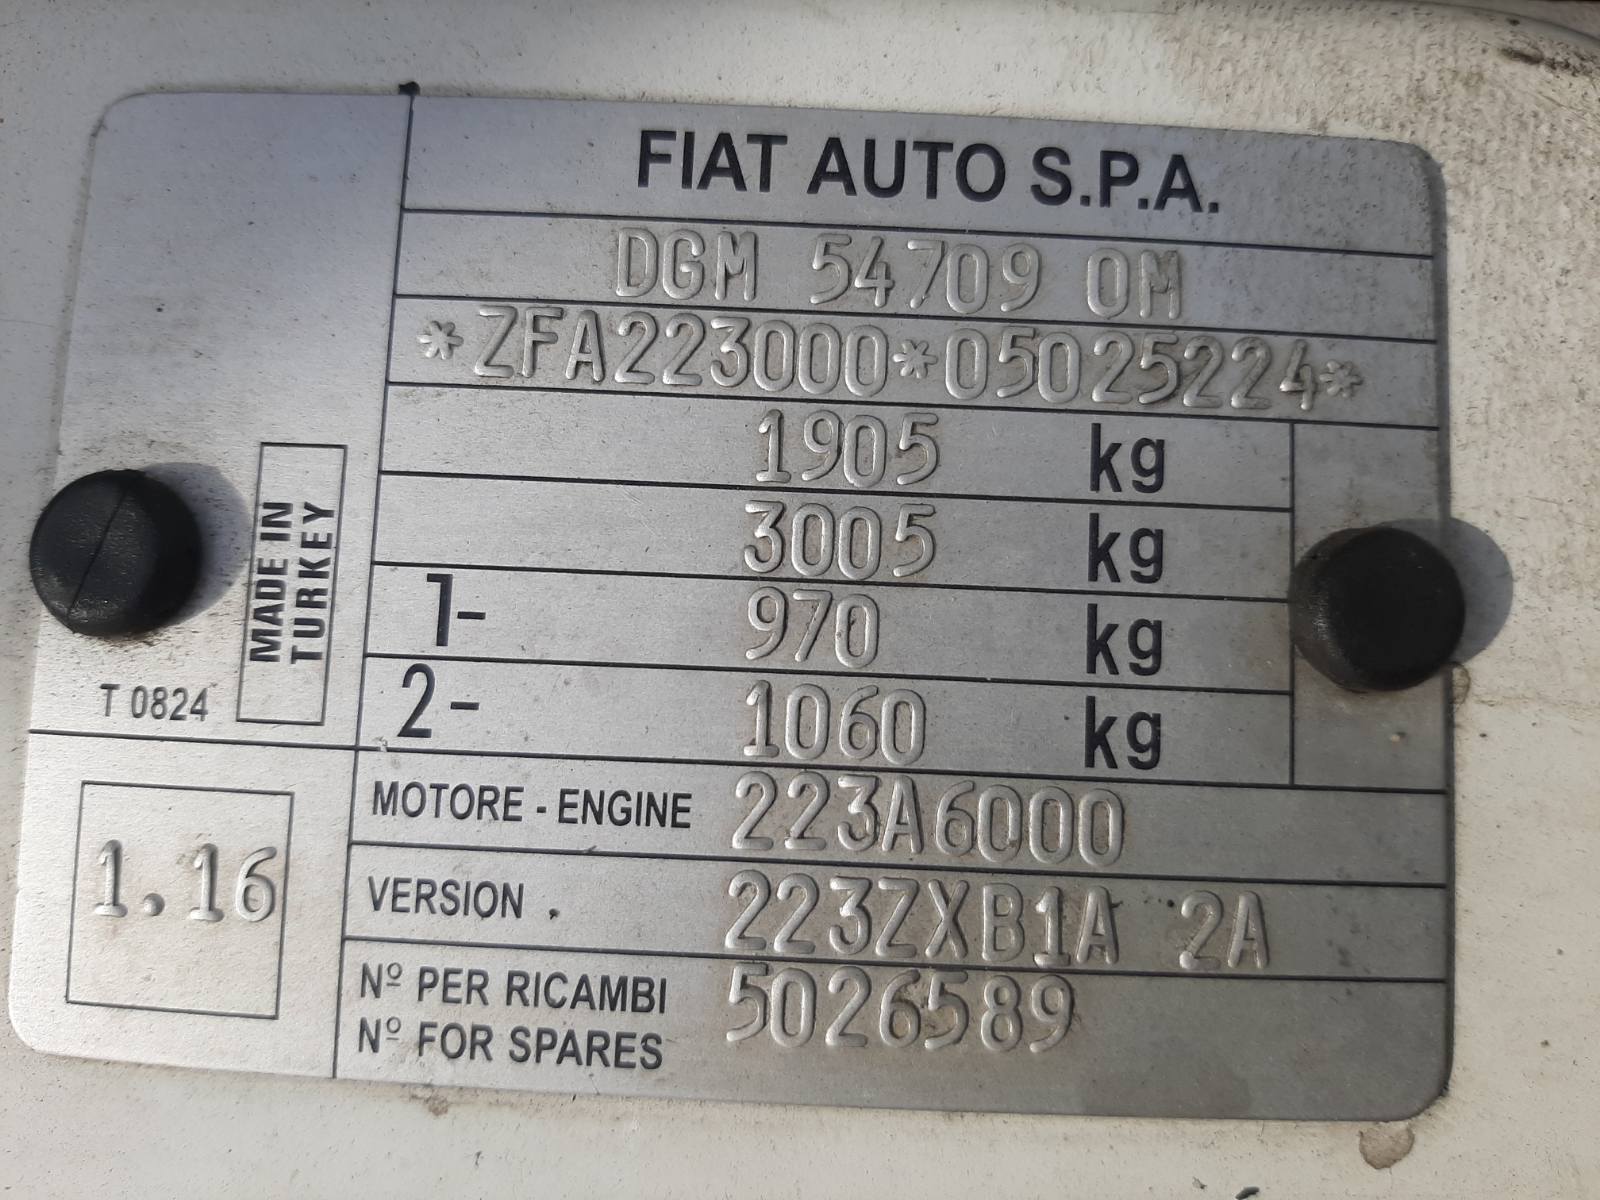 FIAT AUTO S.P.A.
DGM 54709 OM
*ZFA223000*05025224*
1905 kg
3005 kg
1- 970 kg
2- 1060 kg
MADE IN
TURKEY
T 0824
1.16
MOTORE - ENGINE 223A6000
VERSION . 223ZXB1A 2A
Nº PER RICAMBI 5026589
Nº FOR SPARES